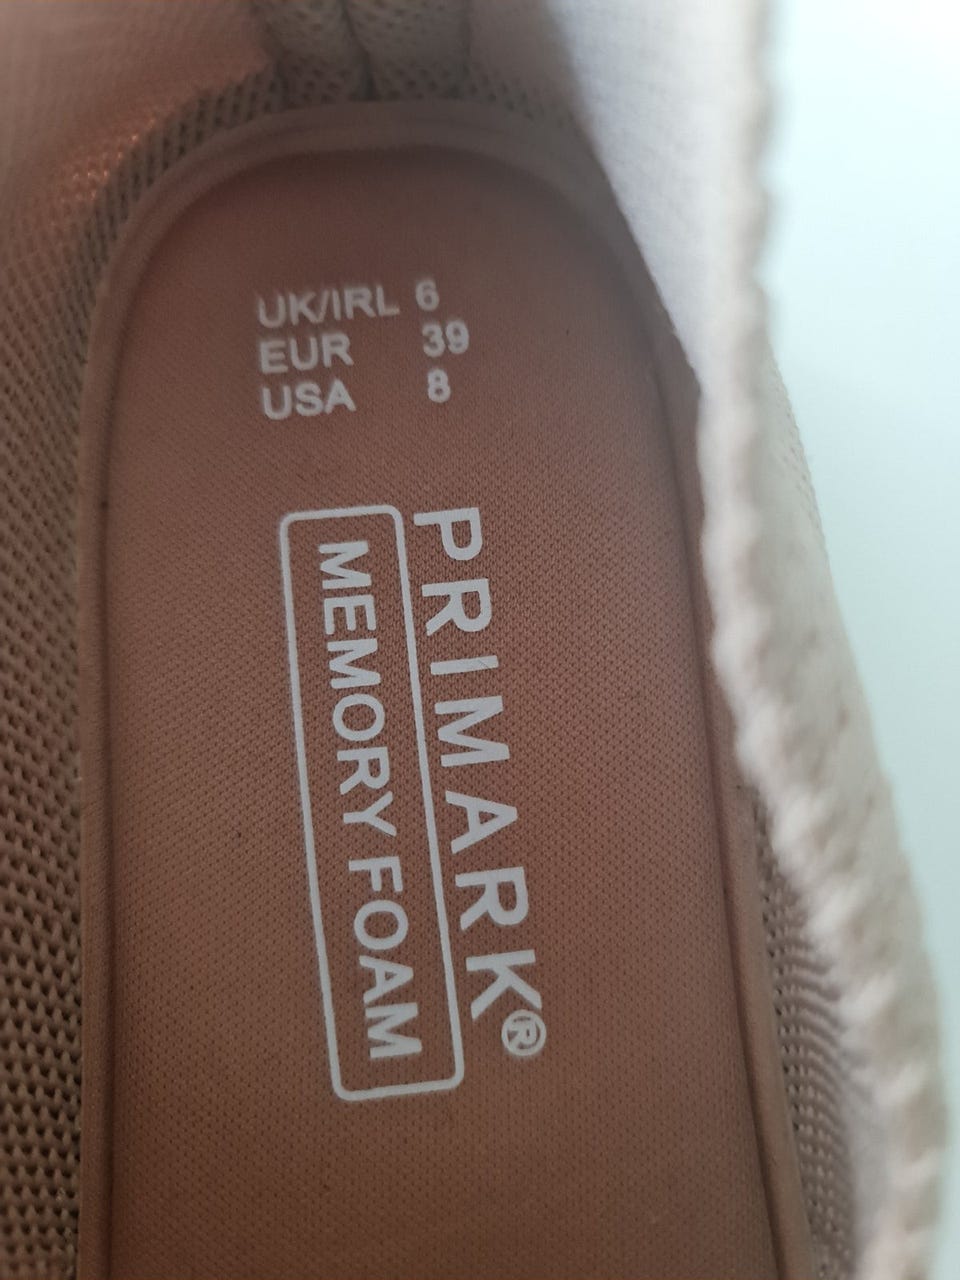 UK/IRL 6
EUR 39
USA 8
PRIMARK®
MEMORY FOAM